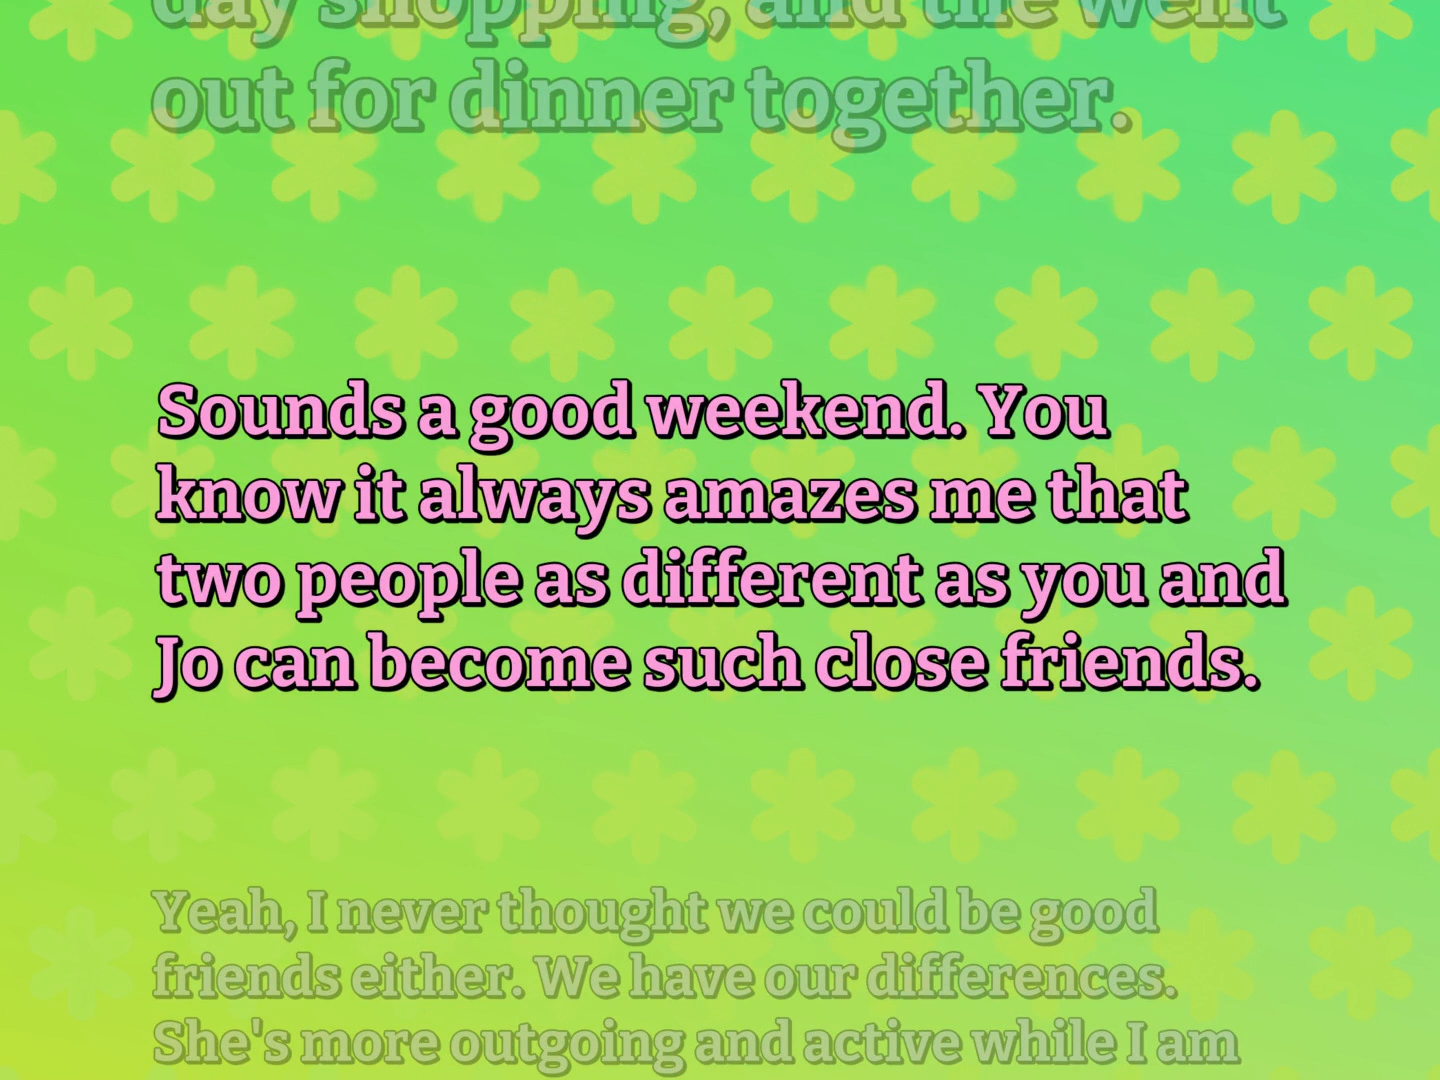 day shopping, and the went
out for dinner together.
Sounds a good weekend. You
know it always amazes me that
two people as different as you and
Jo can become such close friends.
Yeah, I never thought we could be good
friends either. We have our differences.
She's more outgoing and active while I am